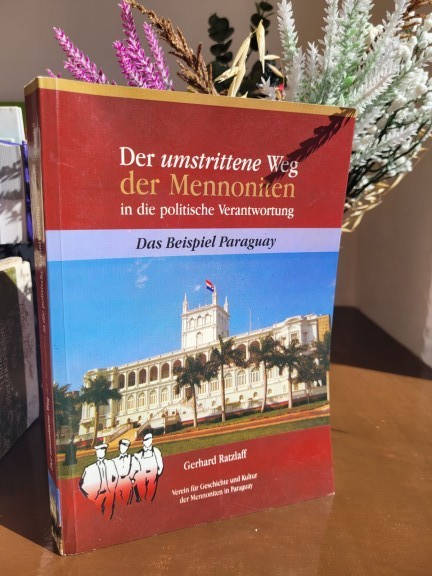 Der umstrittene Weg
der Mennoniten
in die politische Verantwortung
Das Beispiel Paraguay
Gerhard Ratzlaff
Verein für Geschichte und Kultur
der Mennoniten in Paraguay